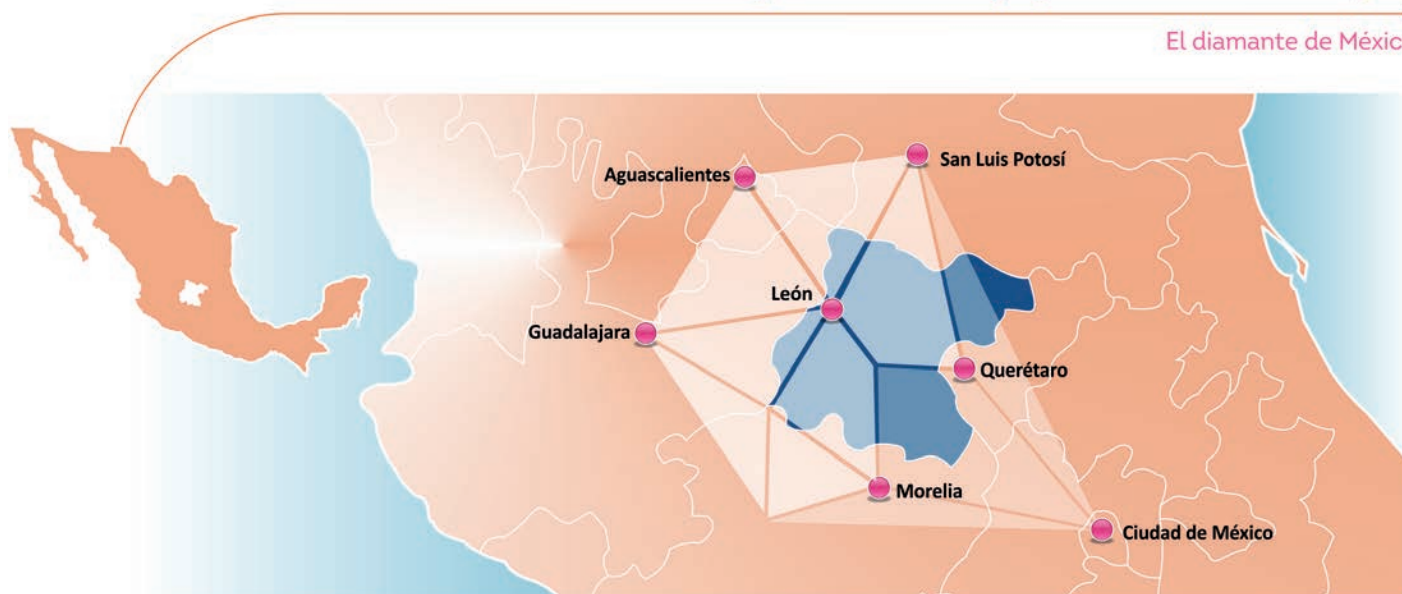 El diamante de Méxic
San Luis Potosí
Aguascalientes
León
Guadalajara
Querétaro
Morelia
Ciudad de México